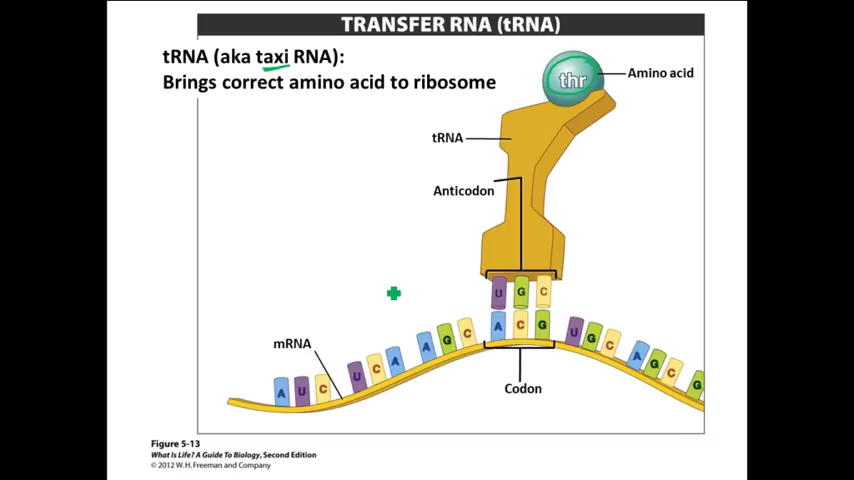 TRANSFER RNA (tRNA)
tRNA (aka taxi RNA):
Brings correct amino acid to ribosome
thr
Amino acid
tRNA
Anticodon
U G C
A U C U C A A G C A C G U G C A G C G
mRNA
Codon
Figure 5-13
What Is Life? A Guide To Biology, Second Edition
© 2012 W. H. Freeman and Company